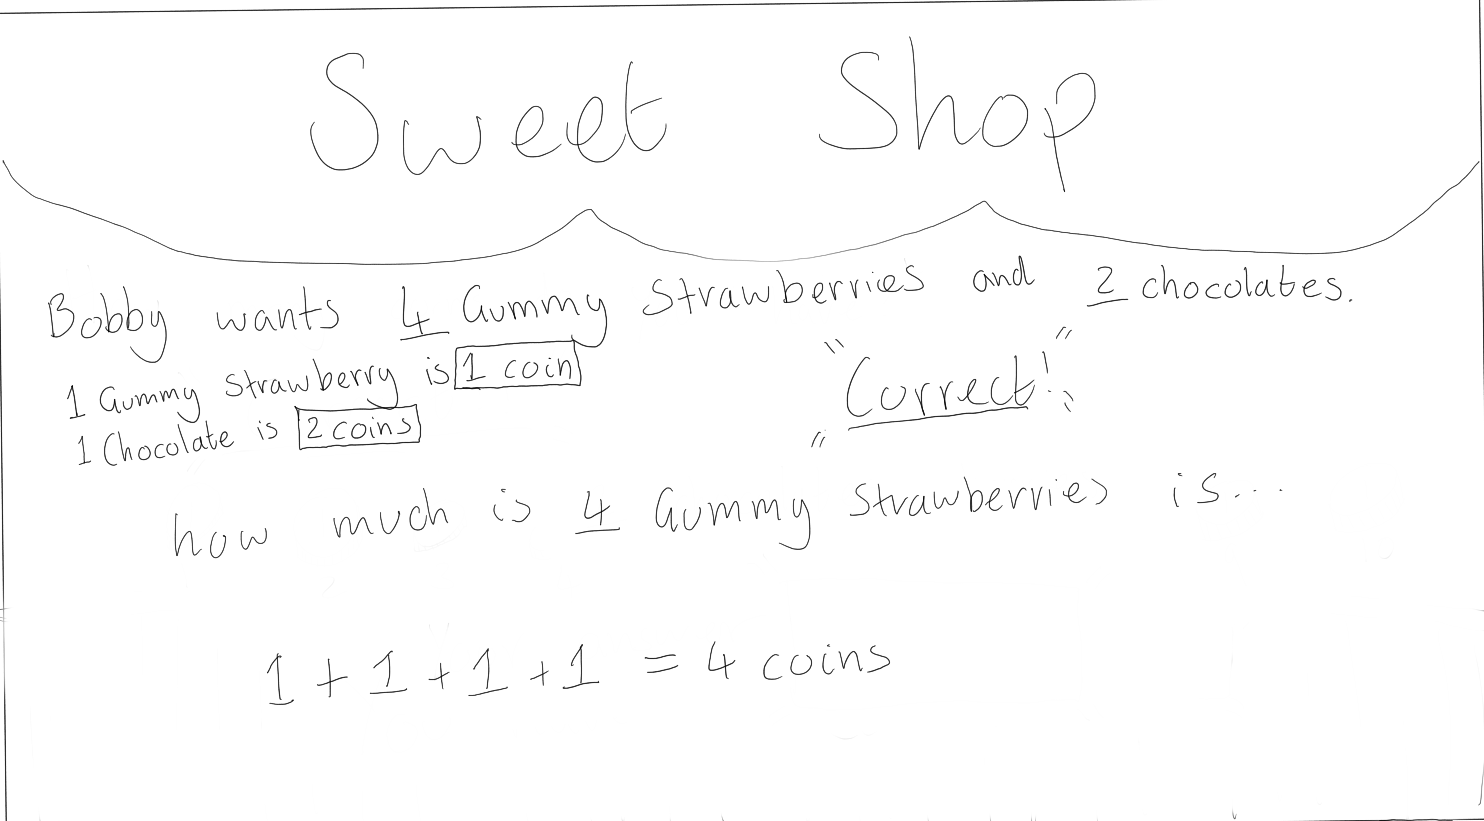 Sweet Shop
Bobby wants 4 Gummy Strawberries and 2 chocolates.
1 Gummy Strawberry is 1 coin
1 Chocolate is 2 coins
"Correct!"
how much is 4 Gummy Strawberries is...
1 + 1 + 1 + 1 = 4 coins